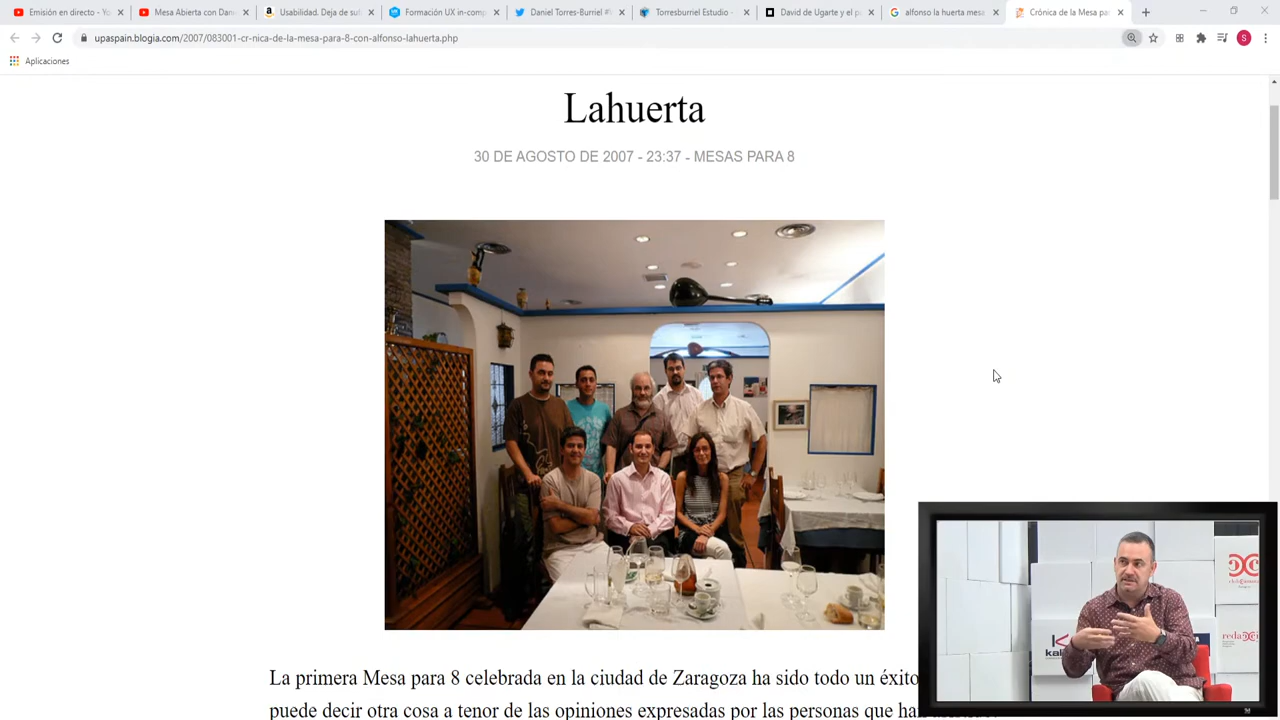 Emisión en directo - Yo
Mesa Abierta con Dani
Usabilidad. Deja de su
Formación UX in-comp
Daniel Torres-Burriel #
Torresburriel Estudio -
David de Ugarte y el p
alfonso la huerta mesa
Crónica de la Mesa pa
upaspain.blogia.com/2007/083001-cr-nica-de-la-mesa-para-8-con-alfonso-lahuerta.php
S
Aplicaciones
Lahuerta
30 DE AGOSTO DE 2007 - 23:37 - MESAS PARA 8
La primera Mesa para 8 celebrada en la ciudad de Zaragoza ha sido todo un éxito
puede decir otra cosa a tenor de las opiniones expresadas por las personas que han